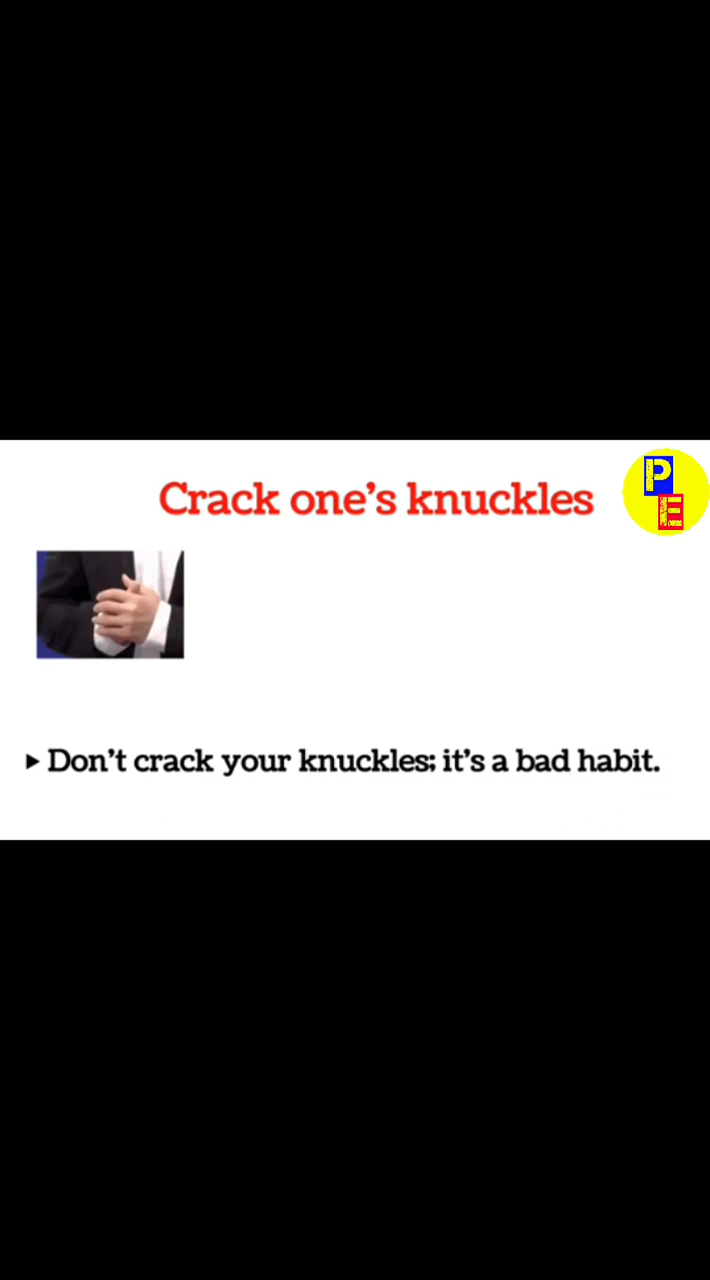 Crack one's knuckles
P
E
▸ Don't crack your knuckles; it's a bad habit.